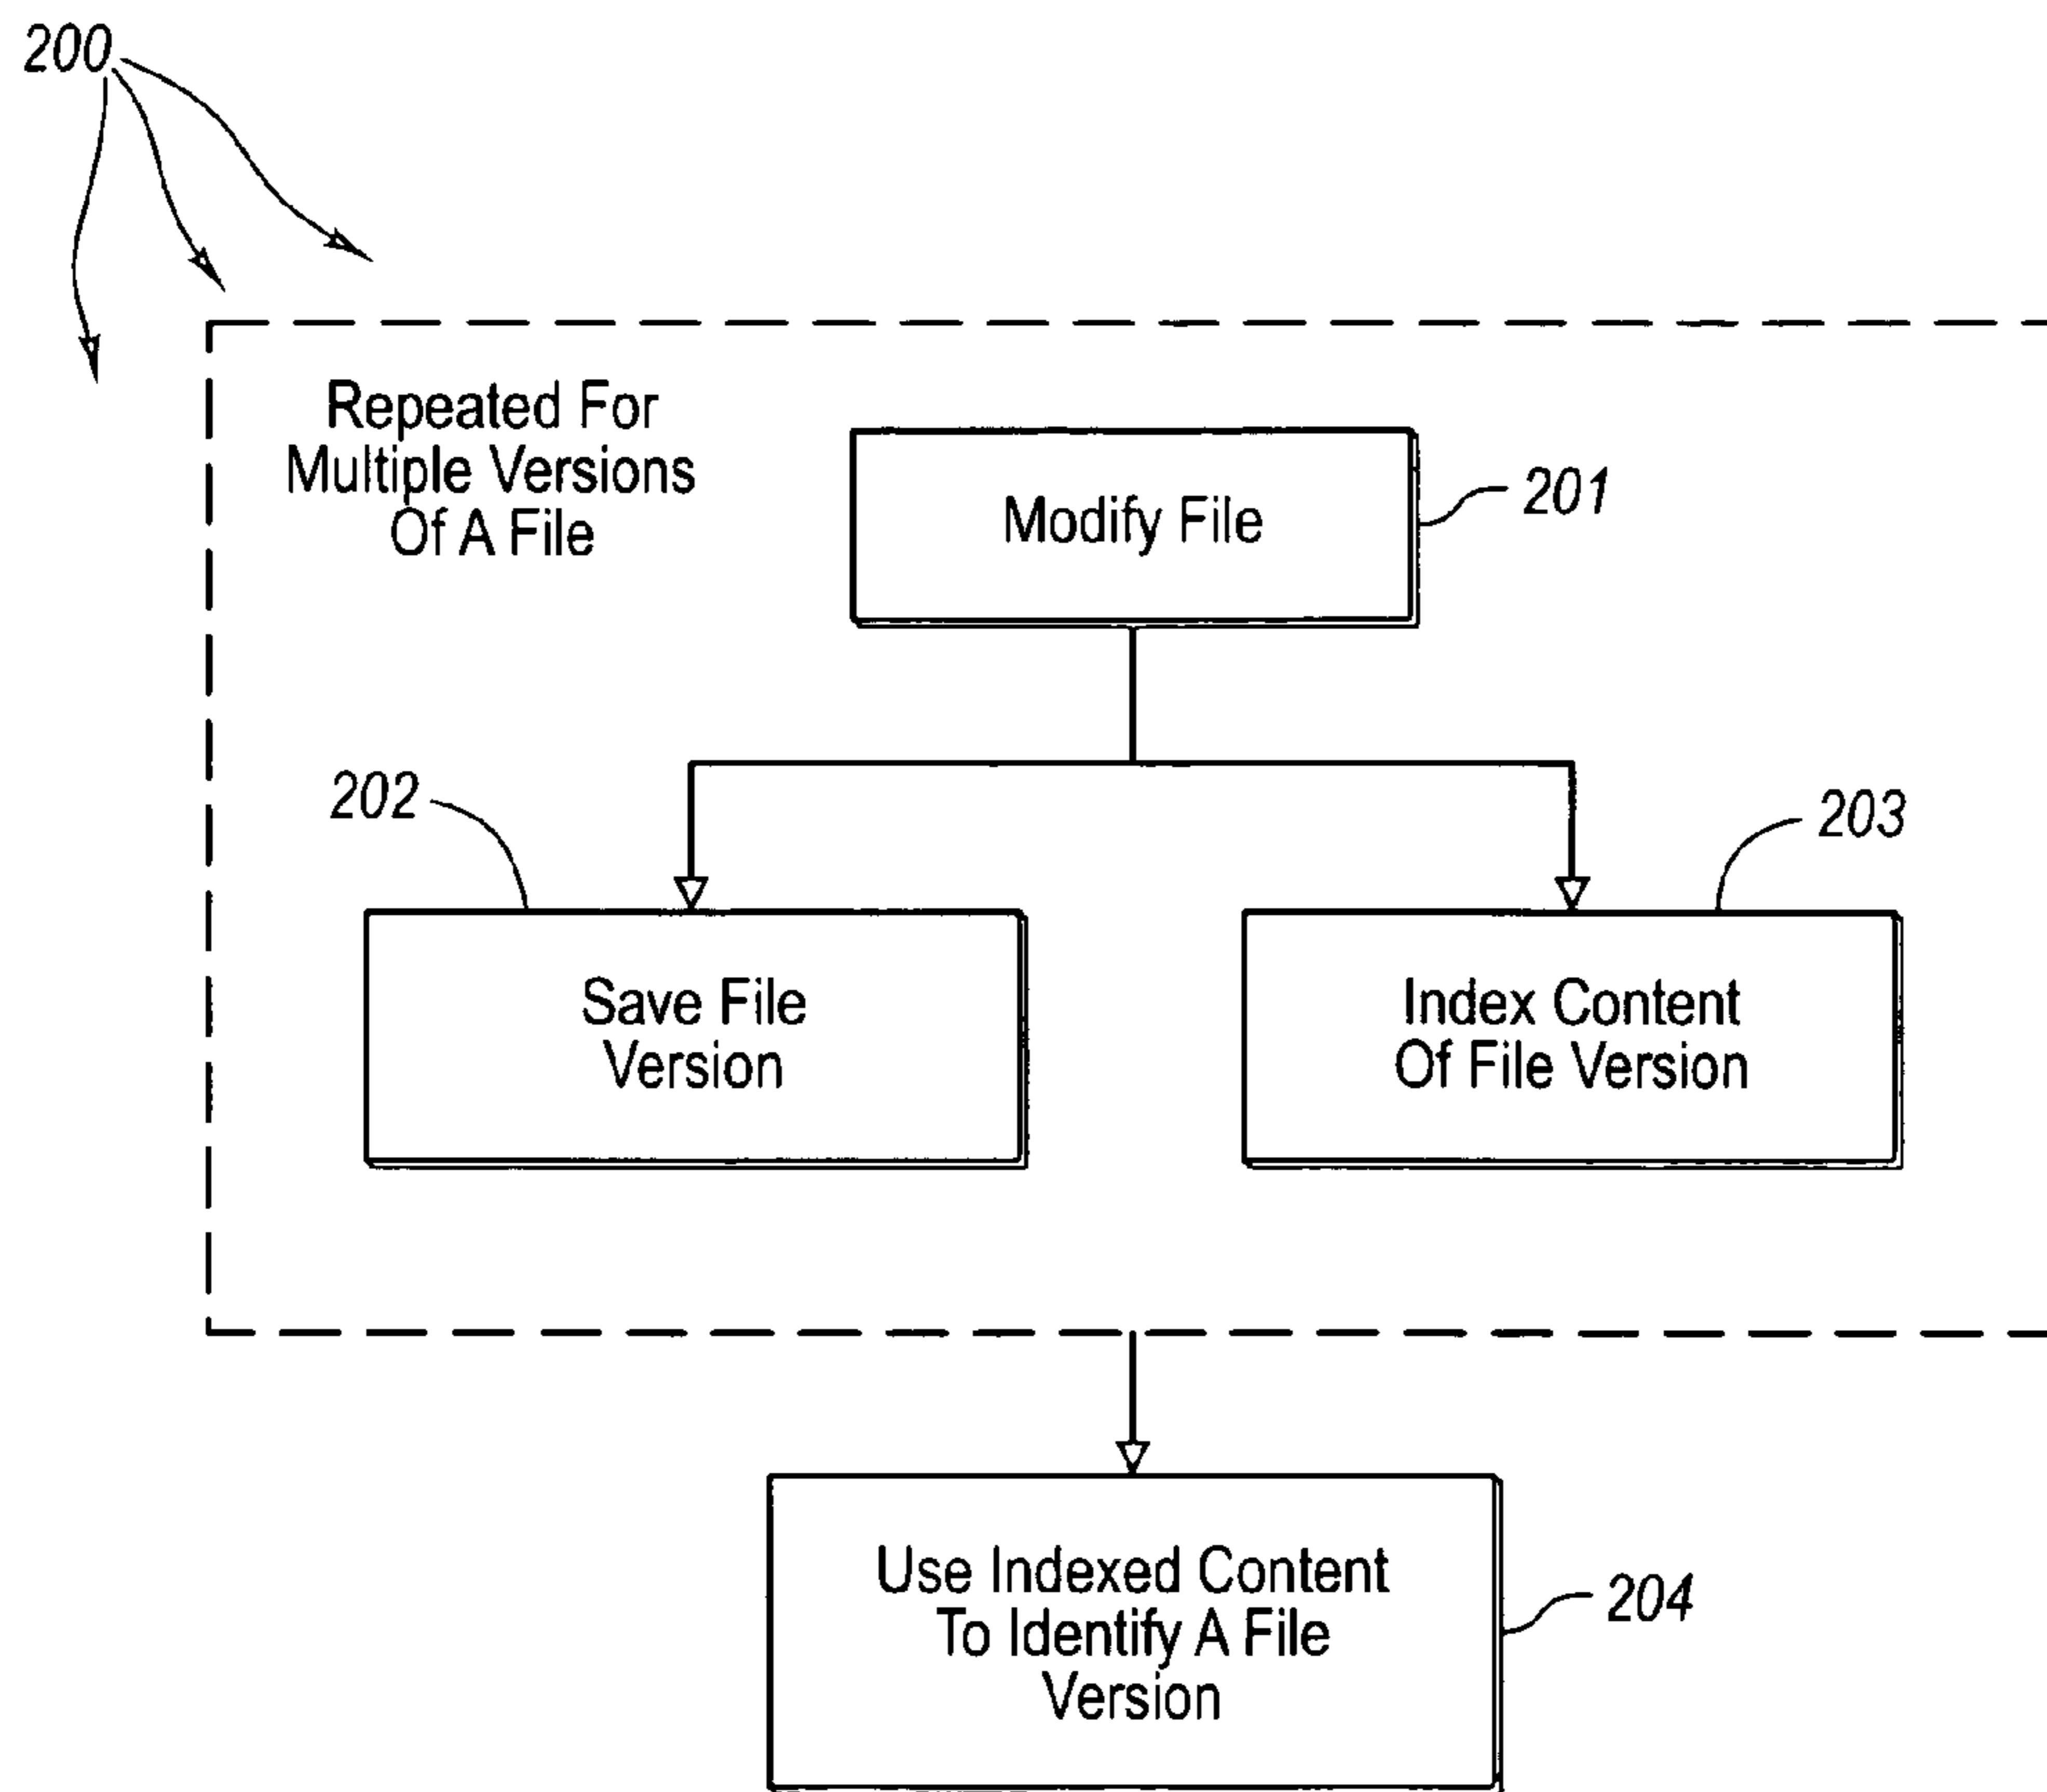 200
Repeated For
Multiple Versions
Of A File
Modify File
201
202
203
Save File
Version
Index Content
Of File Version
Use Indexed Content
To Identify A File
Version
204